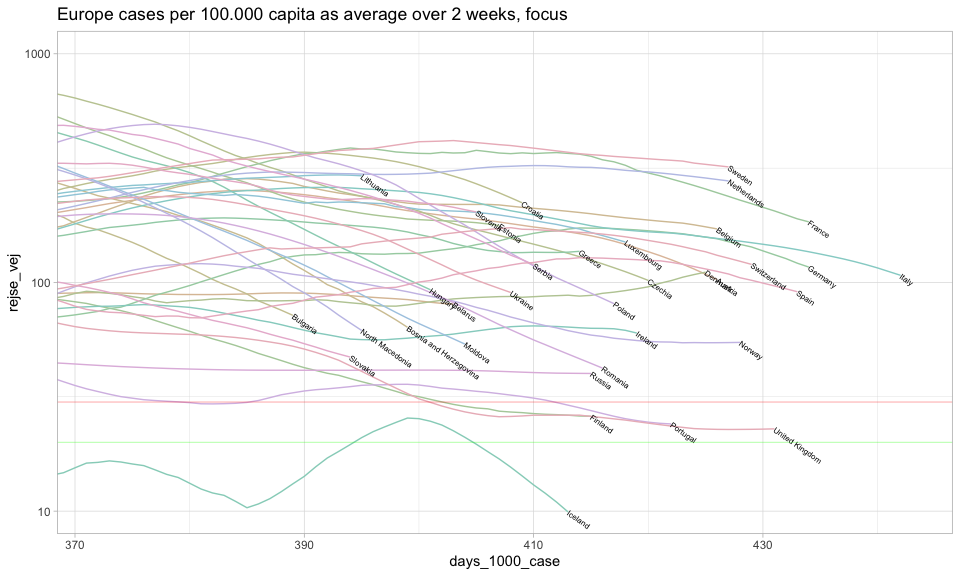 Europe cases per 100.000 capita as average over 2 weeks, focus
1000
100
10
rejse_vej
Sweden
Netherlands
Lithuania
Croatia
Slovenia
Estonia
France
Belgium
Luxembourg
Greece
Serbia
Switzerland
Germany
Italy
Czechia
Denmark
Austria
Spain
Hungary
Belarus
Ukraine
Poland
Bulgaria
North Macedonia
Bosnia and Herzegovina
Moldova
Ireland
Norway
Slovakia
Romania
Russia
Finland
Portugal
United Kingdom
Iceland
370
390
410
430
days_1000_case